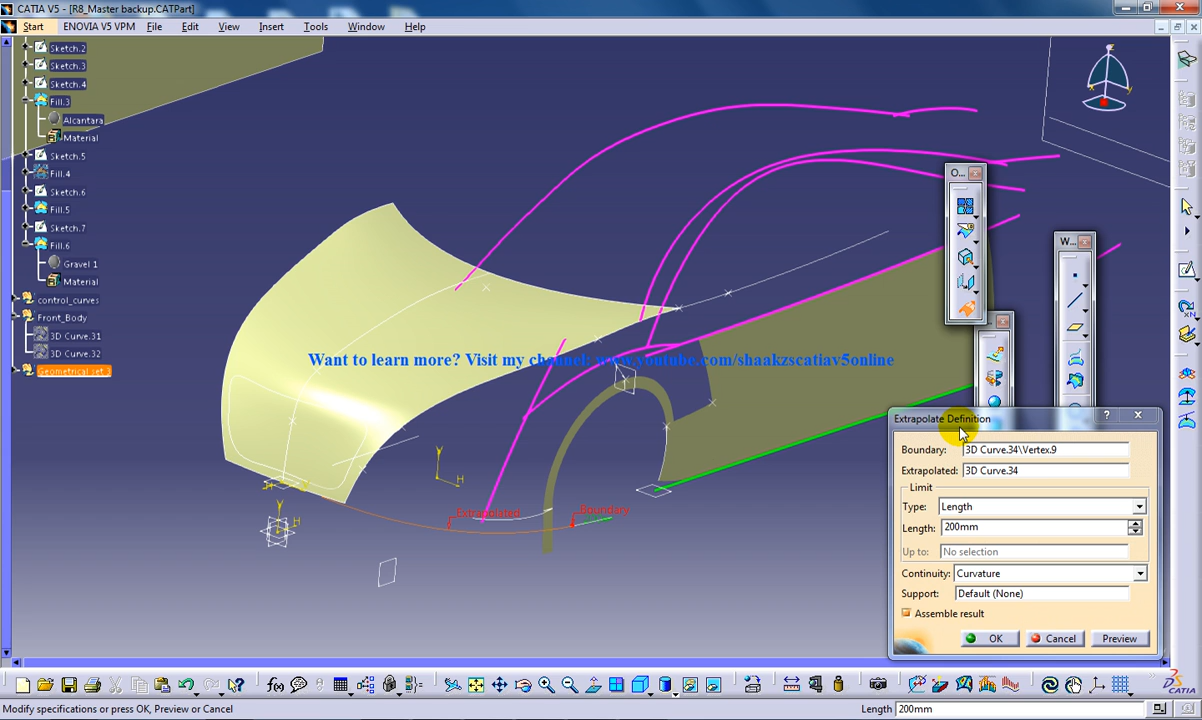 CATIA V5 - [R8_Master backup.CATPart]
Start ENOVIA V5 VPM File Edit Insert Tools Window Help
Sketch.2
Sketch.3
Sketch.4
Fill.3
Alcantara
Material
Sketch.5
Fill.4
Sketch.6
Fill.5
Sketch.7
Fill.6
Gravel 1
Material
control_curves
Front_Body
3D Curve.31
3D Curve.32
Geometrical set.3
O...
W...
Want to learn more? Visit my channel: www.youtube.com/shaakzscatiav5online
Y
H
Y
H
Extrapolated
Boundary
Extrapolate Definition
Boundary: 3D Curve.34\Vertex.9
Extrapolated: 3D Curve.34
Limit
Type: Length
Length: 200mm
Up to: No selection
Continuity: Curvature
Support: Default (None)
Assemble result
OK Cancel Preview
CATIA
Modify specifications or press OK, Preview or Cancel
Length 200mm